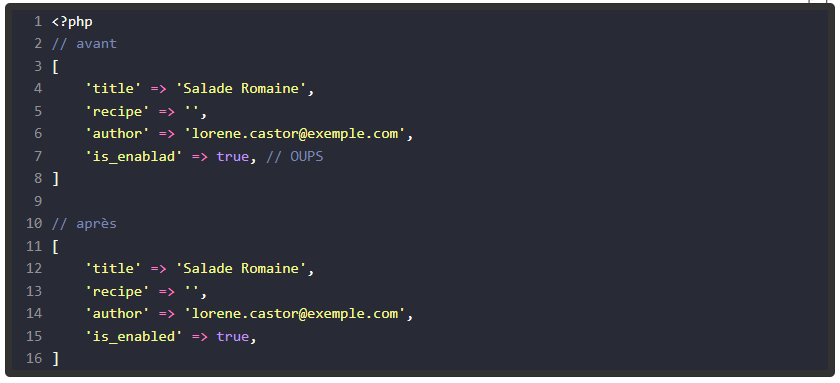 1 <?php
2 // avant
3 [
4     'title' => 'Salade Romaine',
5     'recipe' => '',
6     'author' => 'lorene.castor@exemple.com',
7     'is_enablad' => true, // OUPS
8 ]
9
10 // après
11 [
12     'title' => 'Salade Romaine',
13     'recipe' => '',
14     'author' => 'lorene.castor@exemple.com',
15     'is_enabled' => true,
16 ]